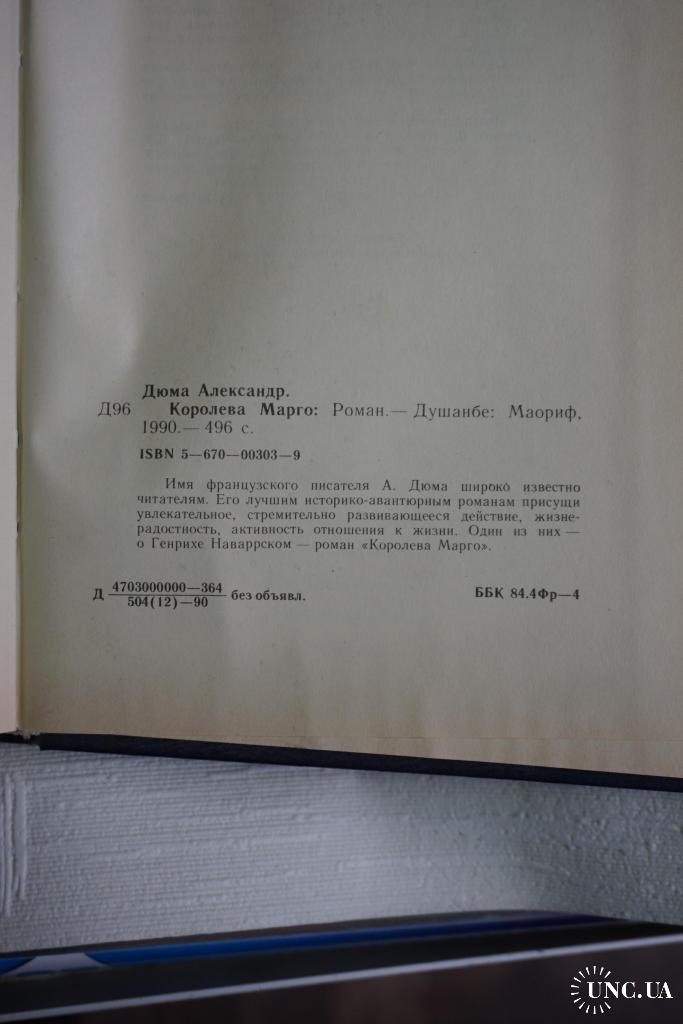 Дюма Александр.
Д96 Королева Марго: Роман.— Душанбе: Маориф,
1990.— 496 с.
ISBN 5—670—00303—9
Имя французского писателя А. Дюма широко известно
читателям. Его лучшим историко-авантюрным романам присущи
увлекательное, стремительно развивающееся действие, жизне-
радостность, активность отношения к жизни. Один из них —
о Генрихе Наваррском — роман «Королева Марго».
Д 4703000000—364
504(12)—90 без объявл.
ББК 84.4Фр—4
UNC.UA